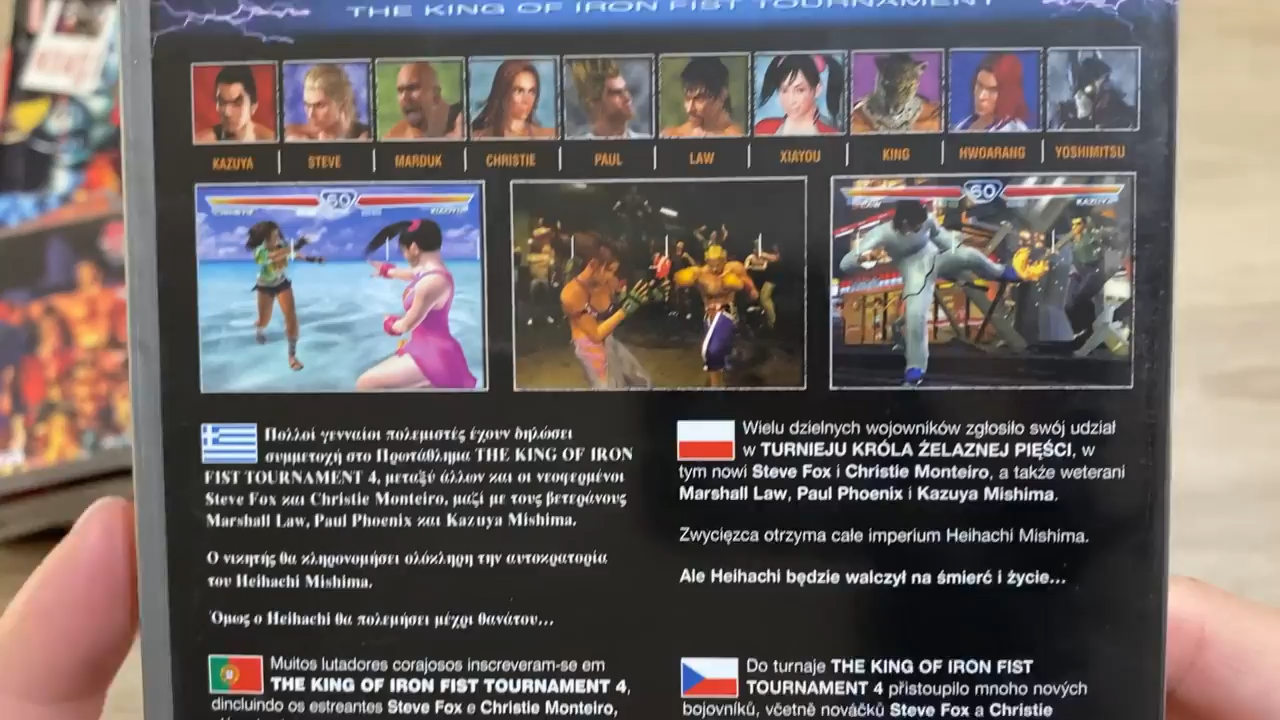 THE KING OF IRON FIST TOURNAMENT
KAZUYA | STEVE | MARDUK | CHRISTIE | PAUL | LAW | XIAYOU | KING | HWOARANG | YOSHIMITSU
60
60
KAZUYA
Πολλοί γενναίοι πολεμιστές έχουν δηλώσει
συμμετοχή στο Πρωτάθλημα THE KING OF IRON
FIST TOURNAMENT 4, μεταξύ άλλων και οι νεοφερμένοι
Steve Fox και Christie Monteiro, μαζί με τους βετεράνους
Marshall Law, Paul Phoenix και Kazuya Mishima.
Ο νικητής θα κληρονομήσει ολόκληρη την αυτοκρατορία
του Heihachi Mishima.
Όμως ο Heihachi θα πολεμήσει μέχρι θανάτου...
Wielu dzielnych wojowników zgłosiło swój udział
w TURNIEJU KRÓLA ŻELAZNEJ PIĘŚCI, w
tym nowi Steve Fox i Christie Monteiro, a także weterani
Marshall Law, Paul Phoenix i Kazuya Mishima.
Zwycięzca otrzyma całe imperium Heihachi Mishima.
Ale Heihachi będzie walczył na śmierć i życie...
Muitos lutadores corajosos inscreveram-se em
THE KING OF IRON FIST TOURNAMENT 4,
dincluindo os estreantes Steve Fox e Christie Monteiro,
Do turnaje THE KING OF IRON FIST
TOURNAMENT 4 přistoupilo mnoho nových
bojovníků, včetně nováčků Steve Fox a Christie